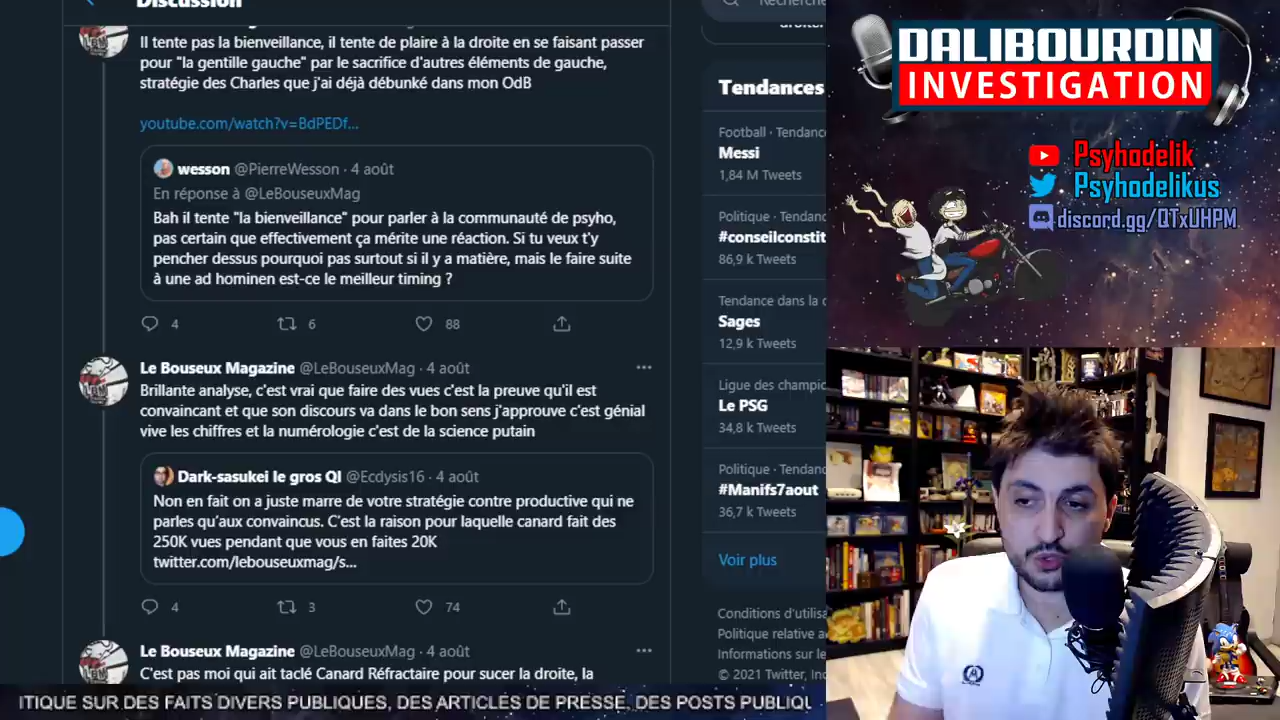 Discussion
Il tente pas la bienveillance, il tente de plaire à la droite en se faisant passer
pour "la gentille gauche" par le sacrifice d'autres éléments de gauche,
stratégie des Charles que j'ai déjà débunké dans mon OdB
youtube.com/watch?v=BdPEDf...
wesson @PierreWesson · 4 août
En réponse à @LeBouseuxMag
Bah il tente "la bienveillance" pour parler à la communauté de psyho,
pas certain que effectivement ça mérite une réaction. Si tu veux t'y
pencher dessus pourquoi pas surtout si il y a matière, mais le faire suite
à une ad hominen est-ce le meilleur timing ?
4 6 88
Le Bouseux Magazine @LeBouseuxMag · 4 août
Brillante analyse, c'est vrai que faire des vues c'est la preuve qu'il est
convaincant et que son discours va dans le bon sens j'approuve c'est génial
vive les chiffres et la numérologie c'est de la science putain
Dark-sasukei le gros QI @Ecdysis16 · 4 août
Non en fait on a juste marre de votre stratégie contre productive qui ne
parles qu'aux convaincus. C'est la raison pour laquelle canard fait des
250K vues pendant que vous en faites 20K
twitter.com/lebouseuxmag/s...
4 3 74
Le Bouseux Magazine @LeBouseuxMag · 4 août
C'est pas moi qui ait taclé Canard Réfractaire pour sucer la droite, la
Recherche
Tendances
Football · Tendanc
Messi
1,84 M Tweets
Politique · Tendanc
#conseilconstit
86,9 k Tweets
Tendance dans la c
Sages
12,9 k Tweets
Ligue des champic
Le PSG
34,8 k Tweets
Politique · Tendanc
#Manifs7aout
36,7 k Tweets
Voir plus
Conditions d'utilisa
Politique relative a
Informations sur le
© 2021 Twitter, Inc
DALIBOURDIN
INVESTIGATION
Psyhodelik
Psyhodelikus
discord.gg/QTxUHPM
ITIQUE SUR DES FAITS DIVERS PUBLIQUES, DES ARTICLES DE PRESSE, DES POSTS PUBLIQU